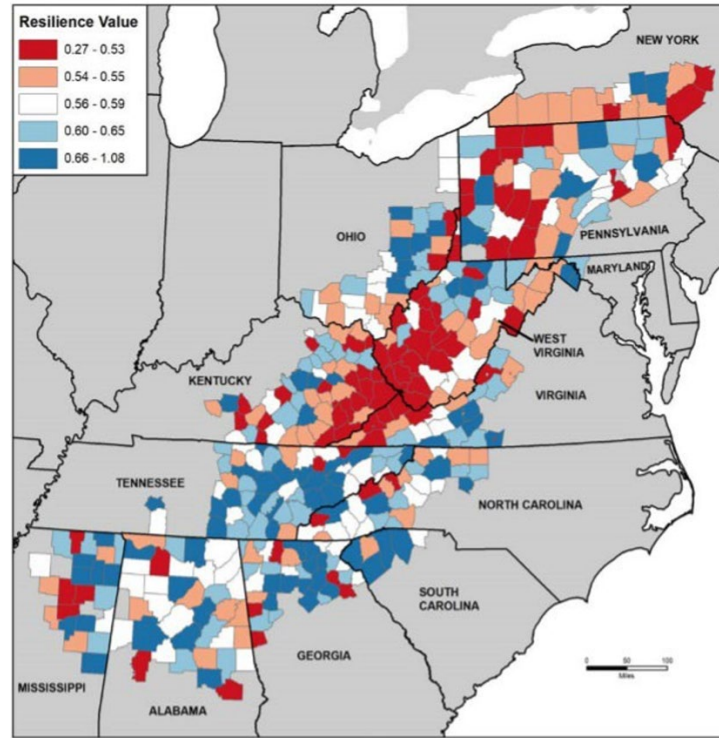 Resilience Value
0.27 - 0.53
0.54 - 0.55
0.56 - 0.59
0.60 - 0.65
0.66 - 1.08
NEW YORK
PENNSYLVANIA
OHIO
MARYLAND
WEST
VIRGINIA
KENTUCKY
VIRGINIA
TENNESSEE
NORTH CAROLINA
SOUTH
CAROLINA
GEORGIA
MISSISSIPPI
ALABAMA
0 50 100
Miles